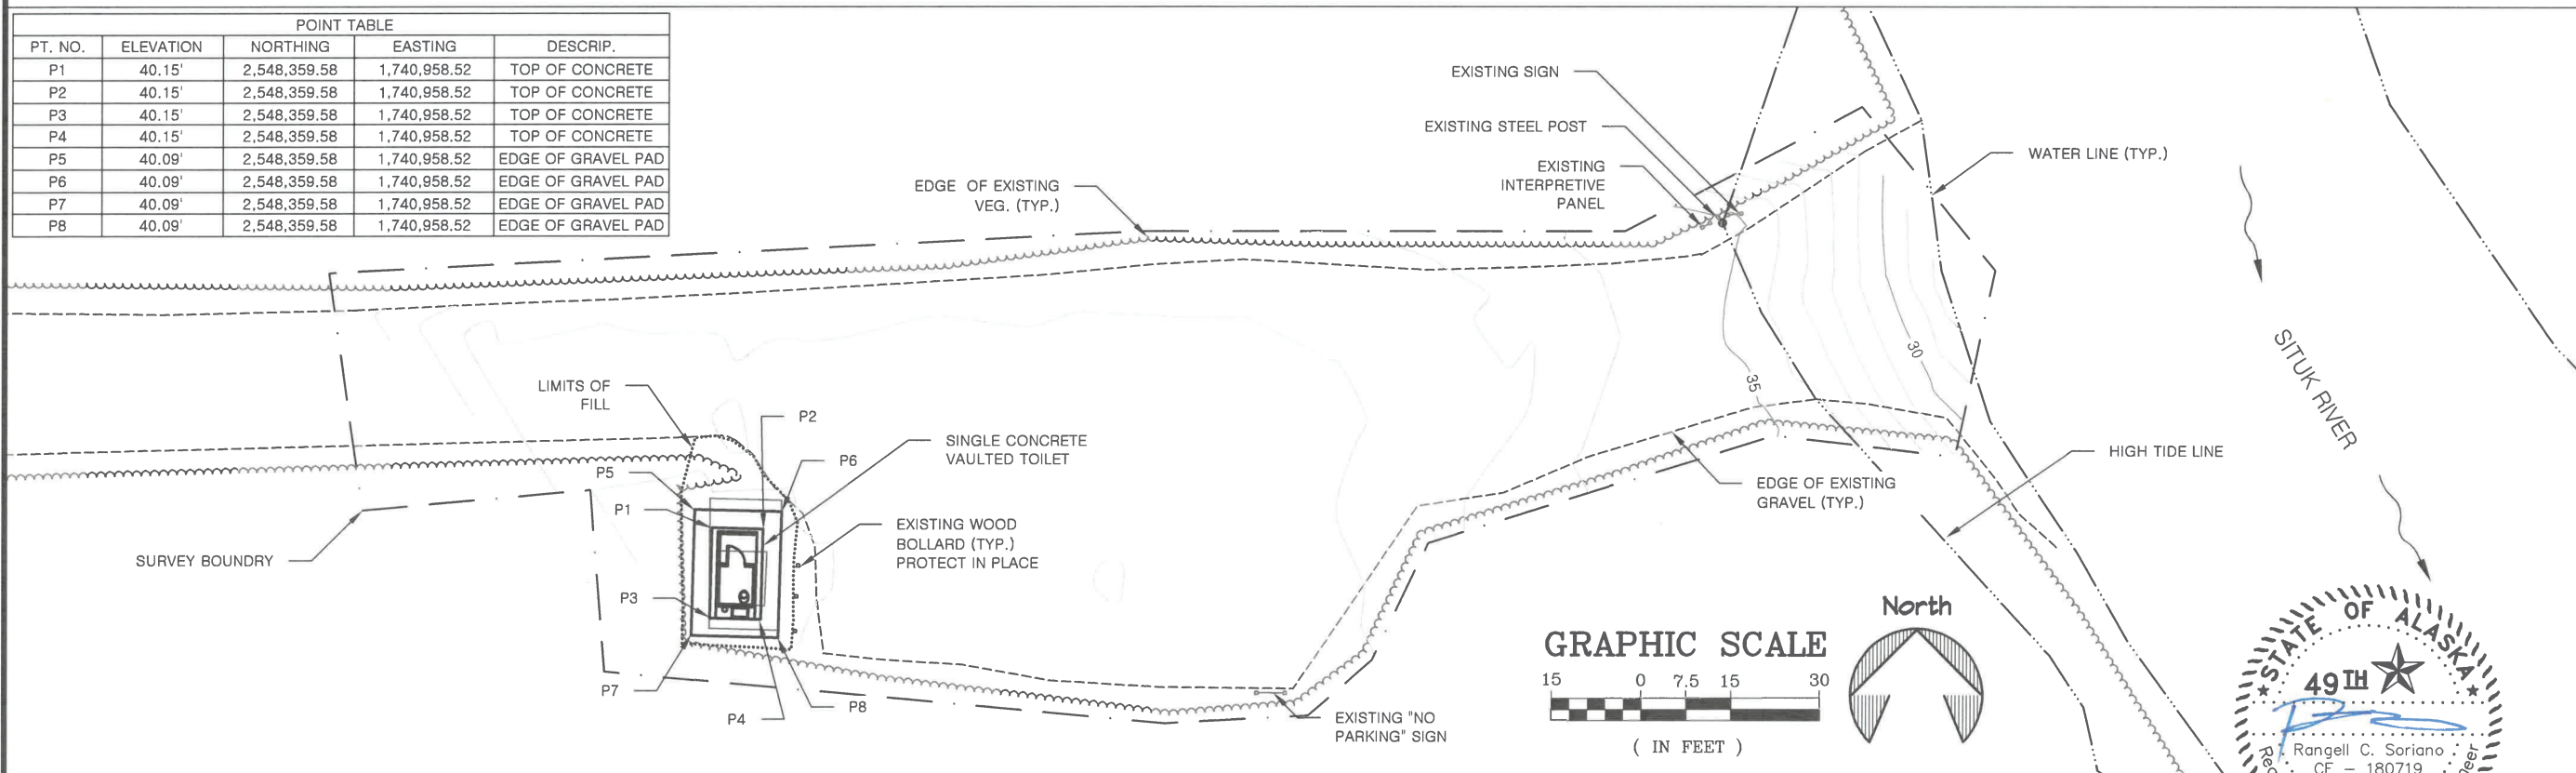 POINT TABLE
PT. NO. ELEVATION NORTHING EASTING DESCRIP.
P1 40.15' 2,548,359.58 1,740,958.52 TOP OF CONCRETE
P2 40.15' 2,548,359.58 1,740,958.52 TOP OF CONCRETE
P3 40.15' 2,548,359.58 1,740,958.52 TOP OF CONCRETE
P4 40.15' 2,548,359.58 1,740,958.52 TOP OF CONCRETE
P5 40.09' 2,548,359.58 1,740,958.52 EDGE OF GRAVEL PAD
P6 40.09' 2,548,359.58 1,740,958.52 EDGE OF GRAVEL PAD
P7 40.09' 2,548,359.58 1,740,958.52 EDGE OF GRAVEL PAD
P8 40.09' 2,548,359.58 1,740,958.52 EDGE OF GRAVEL PAD
EXISTING SIGN
EXISTING STEEL POST
EXISTING
INTERPRETIVE
PANEL
WATER LINE (TYP.)
EDGE OF EXISTING
VEG. (TYP.)
SITUK RIVER
30
35
LIMITS OF
FILL
P2
SINGLE CONCRETE
VAULTED TOILET
P6
P5
P1
HIGH TIDE LINE
EDGE OF EXISTING
GRAVEL (TYP.)
EXISTING WOOD
BOLLARD (TYP.)
PROTECT IN PLACE
SURVEY BOUNDRY
P3
P7
P4
P8
EXISTING "NO
PARKING" SIGN
GRAPHIC SCALE
15 0 7.5 15 30
( IN FEET )
North
STATE OF ALASKA
49TH
Rangell C. Soriano
CE - 180719